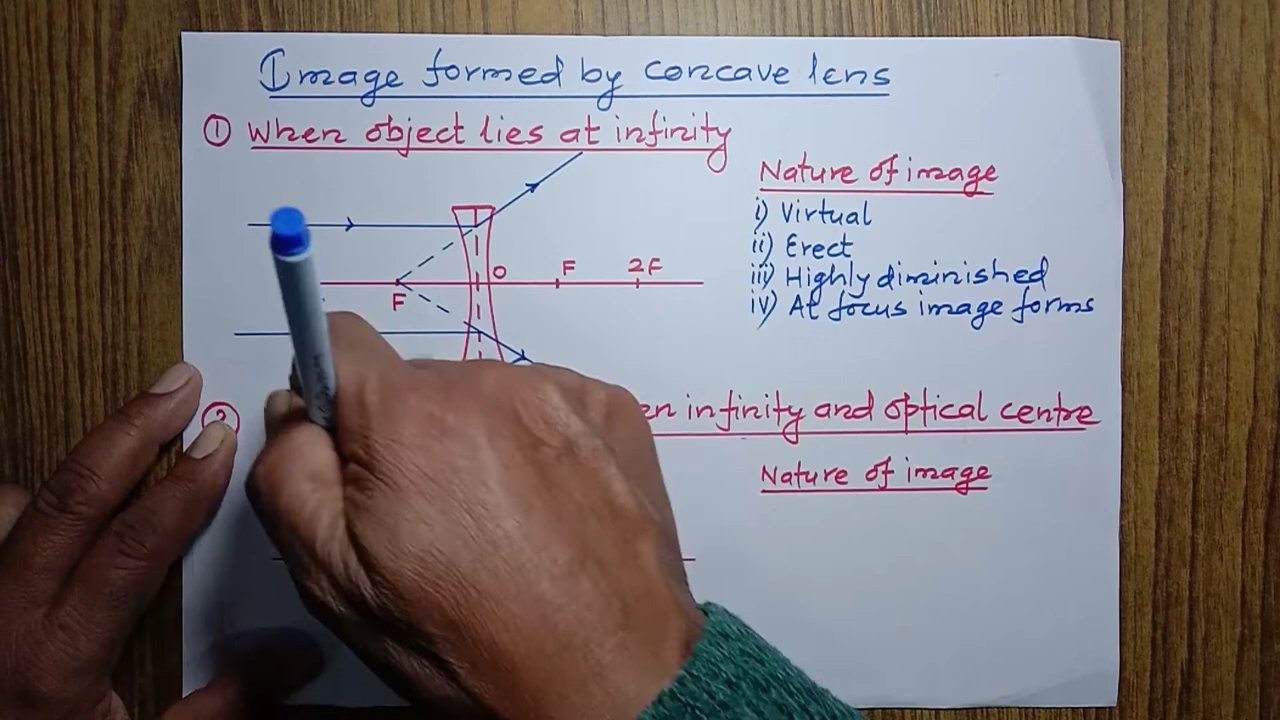 Image formed by concave lens
① When object lies at infinity
Nature of image
i) Virtual
ii) Erect
iii) Highly diminished
iv) At focus image forms
O F 2F
F
② infinity and optical centre
Nature of image